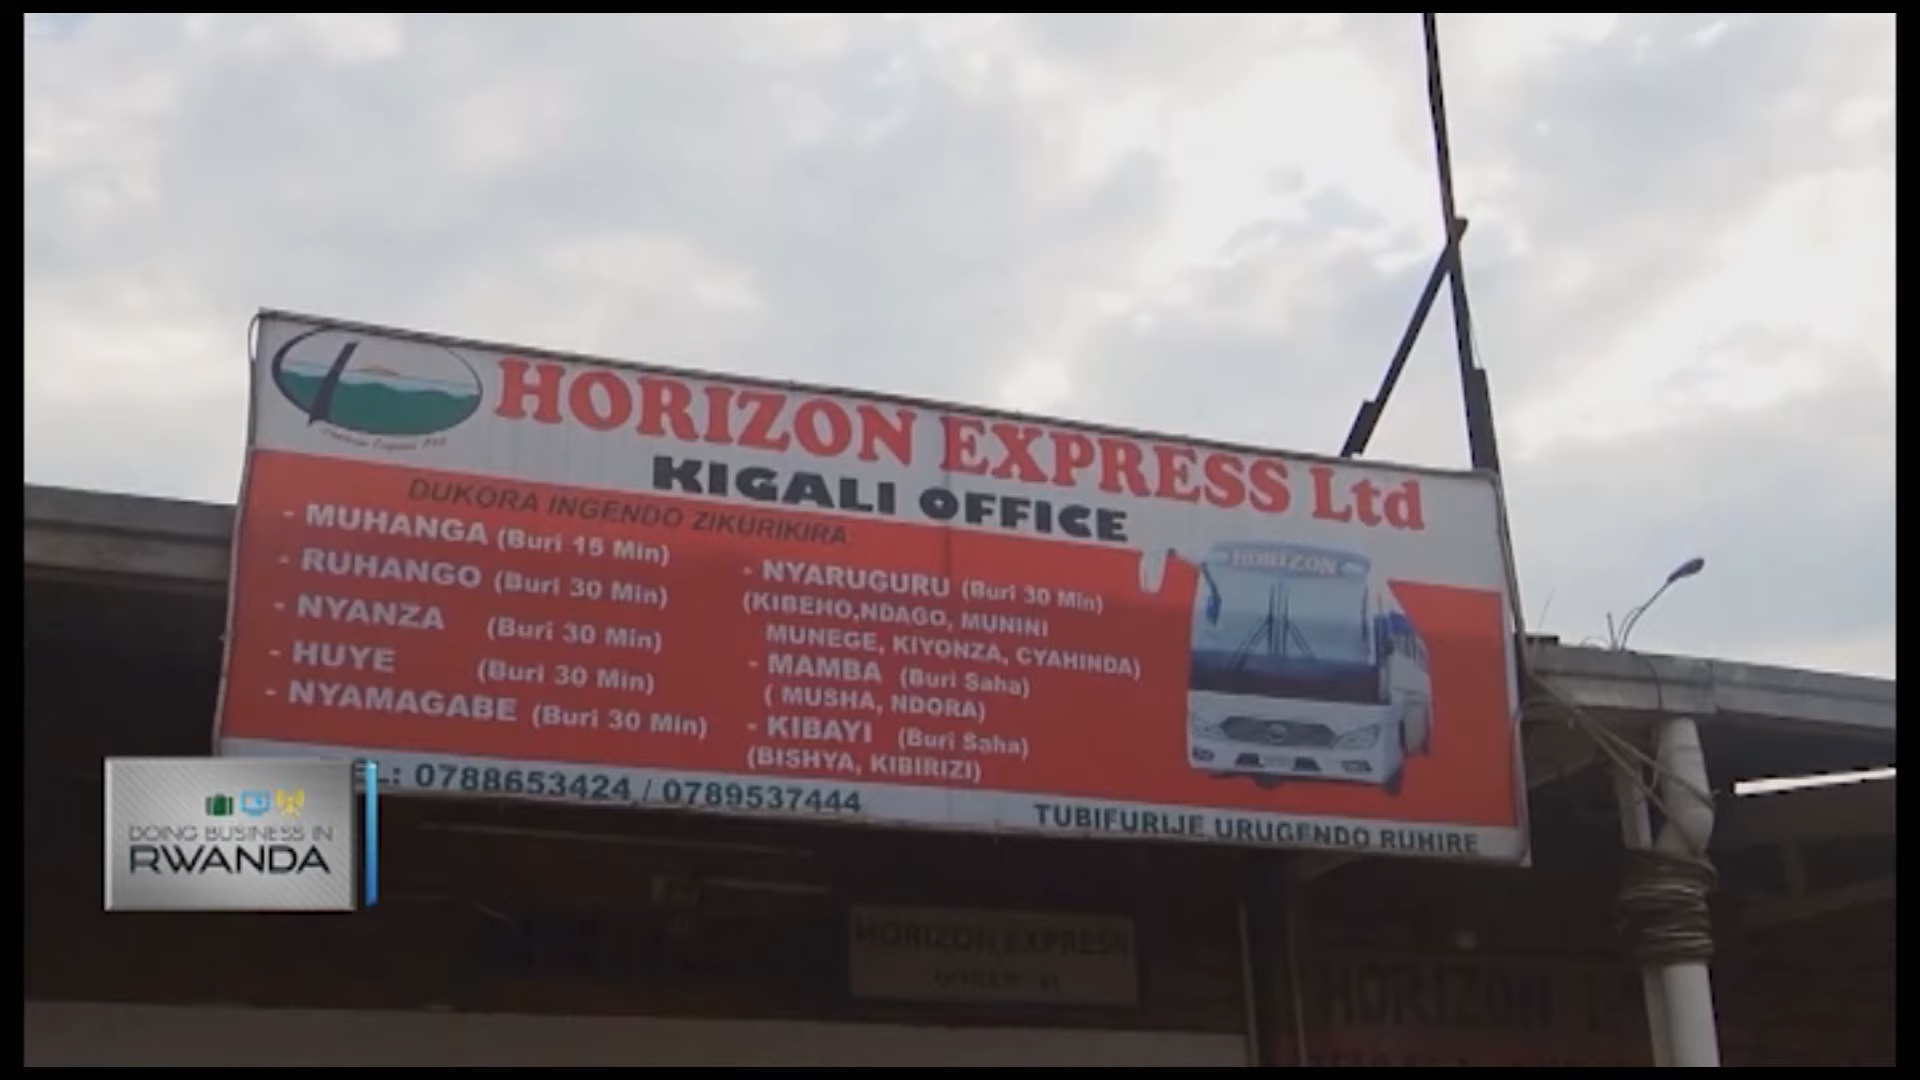 HORIZON EXPRESS Ltd
KIGALI OFFICE
DUKORA INGENDO ZIKURIKIRA:
- MUHANGA (Buri 15 Min)
- RUHANGO (Buri 30 Min)
- NYANZA (Buri 30 Min)
- HUYE (Buri 30 Min)
- NYAMAGABE (Buri 30 Min)
- NYARUGURU (Buri 30 Min)
(KIBEHO,NDAGO, MUNINI
MUNEGE, KIYONZA, CYAHINDA)
- MAMBA (Buri Saha)
( MUSHA, NDORA)
- KIBAYI (Buri Saha)
(BISHYA, KIBIRIZI)
HORIZON
EL: 0788653424 / 0789537444
TUBIFURIJE URUGENDO RUHIRE
DOING BUSINESS IN
RWANDA
HORIZON EXPRESS
HORIZON